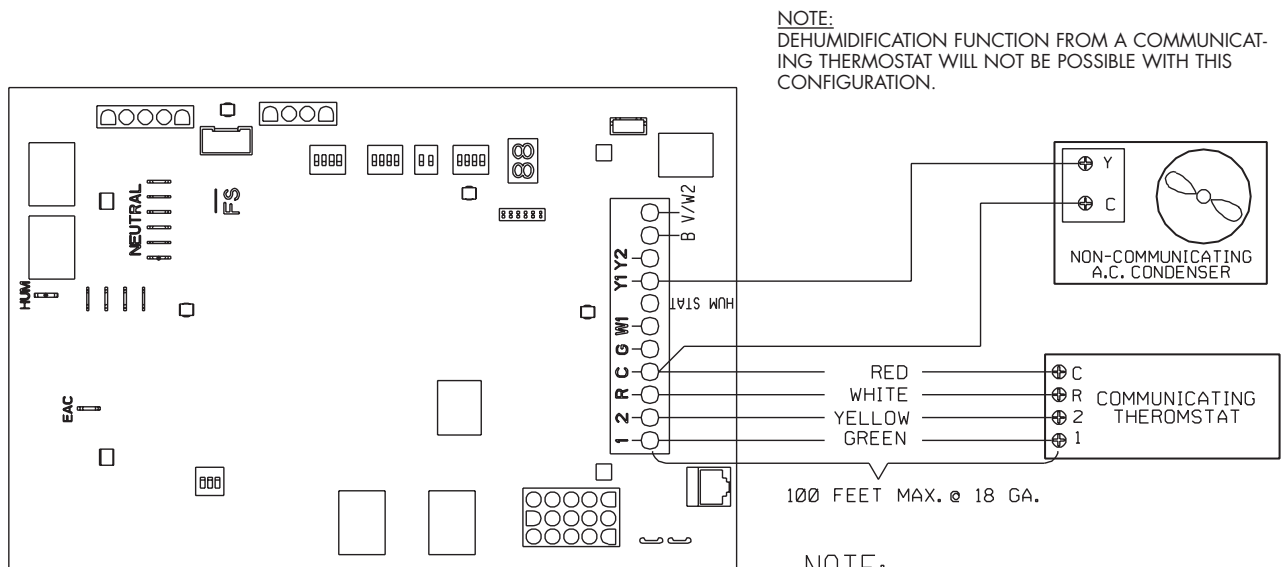 NOTE:
DEHUMIDIFICATION FUNCTION FROM A COMMUNICAT-
ING THERMOSTAT WILL NOT BE POSSIBLE WITH THIS
CONFIGURATION.
NEUTRAL
FS
HUM
EAC
V/W2
B
Y2
Y1
HUM STAT
W1
G
C
R
2
1
Y
C
NON-COMMUNICATING
A.C. CONDENSER
RED
WHITE
YELLOW
GREEN
C
R
2
1
COMMUNICATING
THEROMSTAT
100 FEET MAX. @ 18 GA.
NOTE: